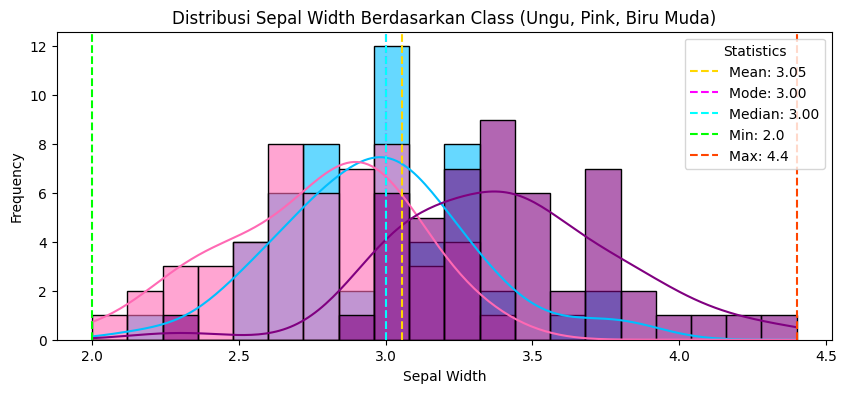 Distribusi Sepal Width Berdasarkan Class (Ungu, Pink, Biru Muda)
Frequency
12
10
8
6
4
2
0
Statistics
Mean: 3.05
Mode: 3.00
Median: 3.00
Min: 2.0
Max: 4.4
2.0
2.5
3.0
3.5
4.0
4.5
Sepal Width